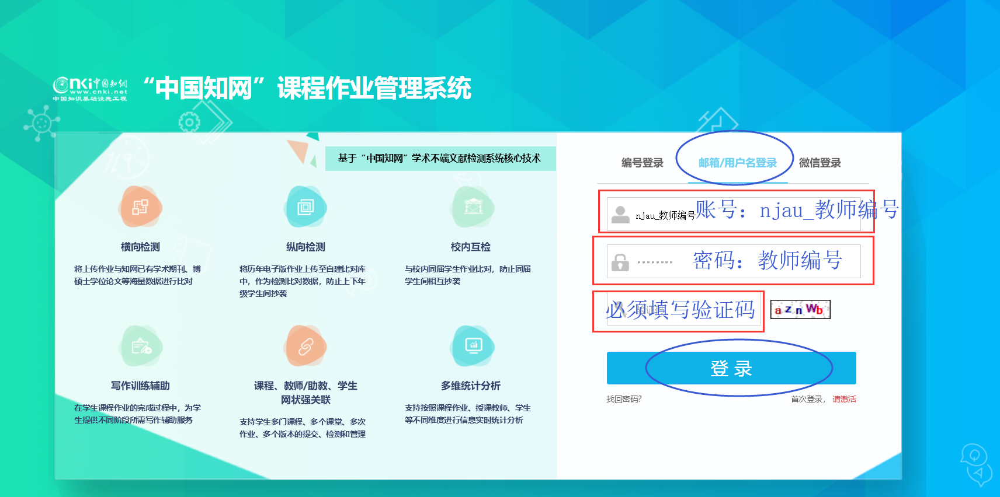 cnki中国知网
www.cnki.net
中国知识基础设施工程
“中国知网”课程作业管理系统
基于“中国知网”学术不端文献检测系统核心技术
横向检测
将上传作业与知网已有学术期刊、博
硕士学位论文等海量数据进行比对
纵向检测
将历年电子版作业上传至自建比对库
中，作为检测比对数据，防止上下年
级学生间抄袭
校内互检
与校内同届学生作业比对，防止同届
学生间相互抄袭
写作训练辅助
在学生课程作业的完成过程中，为学
生提供不同阶段所需写作辅助服务
课程、教师/助教、学生
网状强关联
支持学生多门课程、多个课堂、多次
作业、多个版本的提交、检测和管理
多维统计分析
支持按照课程作业、授课教师、学生
等不同维度进行信息实时统计分析
编号登录
邮箱/用户名登录
微信登录
njau_教师编号
账号：njau_教师编号
密码：教师编号
必须填写验证码
验证码
aznWb
登 录
找回密码?
首次登录，请激活